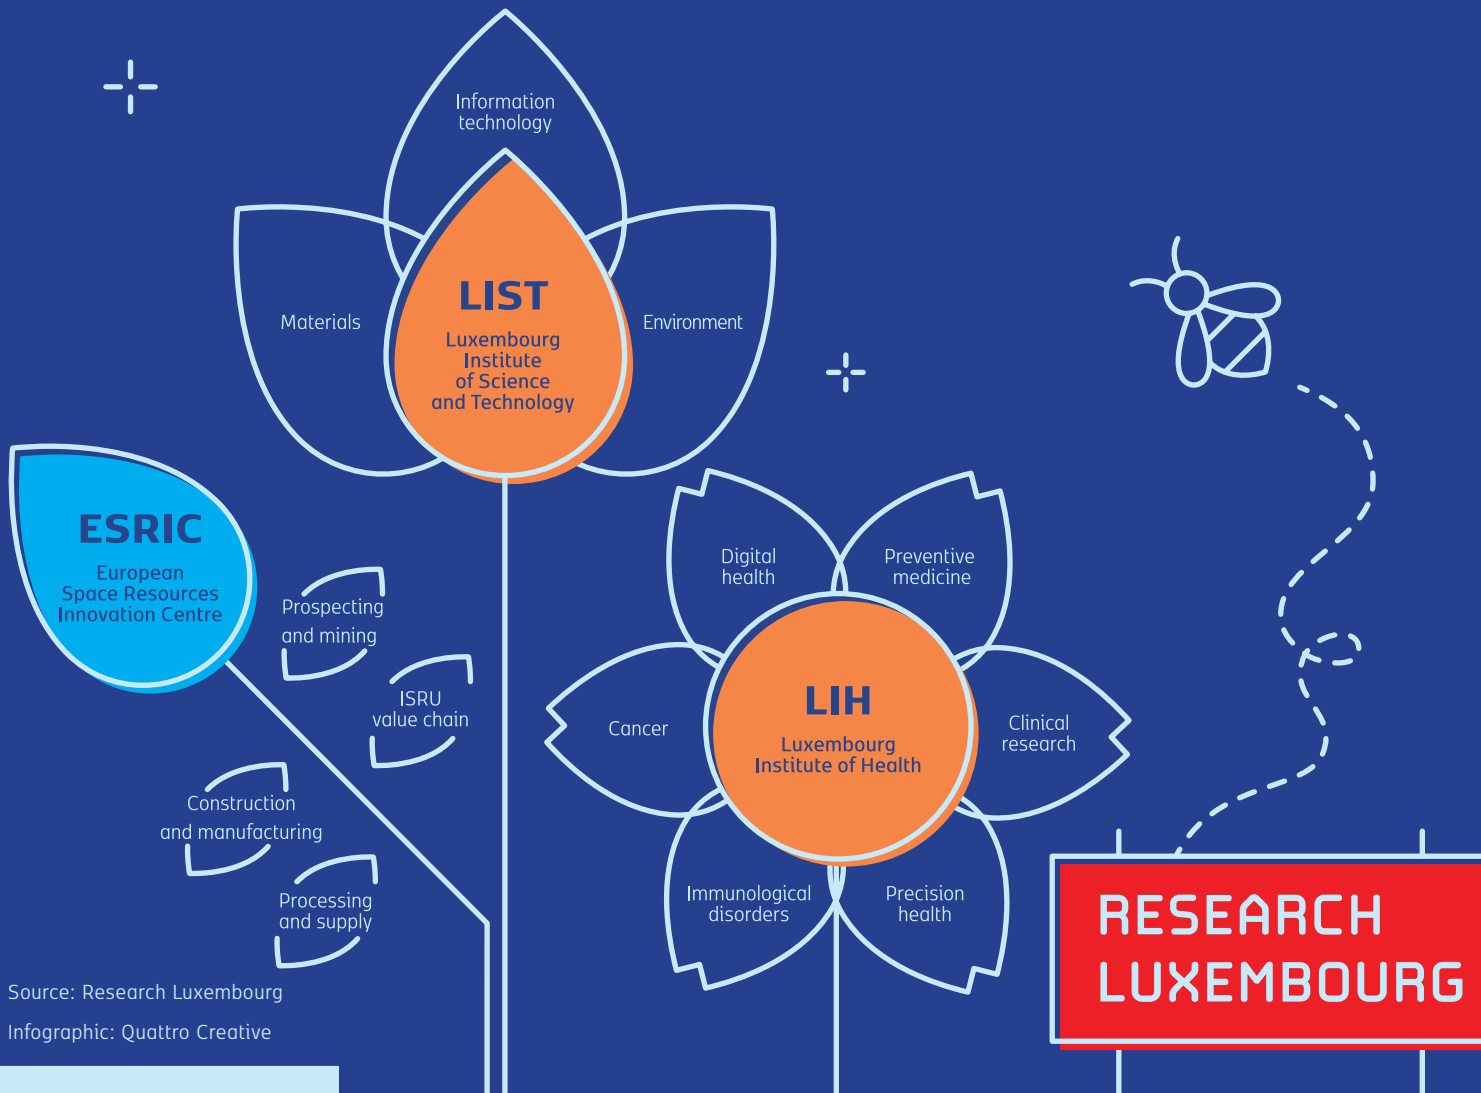 Information
technology
Materials
LIST
Luxembourg
Institute
of Science
and Technology
Environment
ESRIC
European
Space Resources
Innovation Centre
Prospecting
and mining
ISRU
value chain
Construction
and manufacturing
Processing
and supply
Digital
health
Preventive
medicine
Cancer
LIH
Luxembourg
Institute of Health
Clinical
research
Immunological
disorders
Precision
health
RESEARCH
LUXEMBOURG
Source: Research Luxembourg
Infographic: Quattro Creative